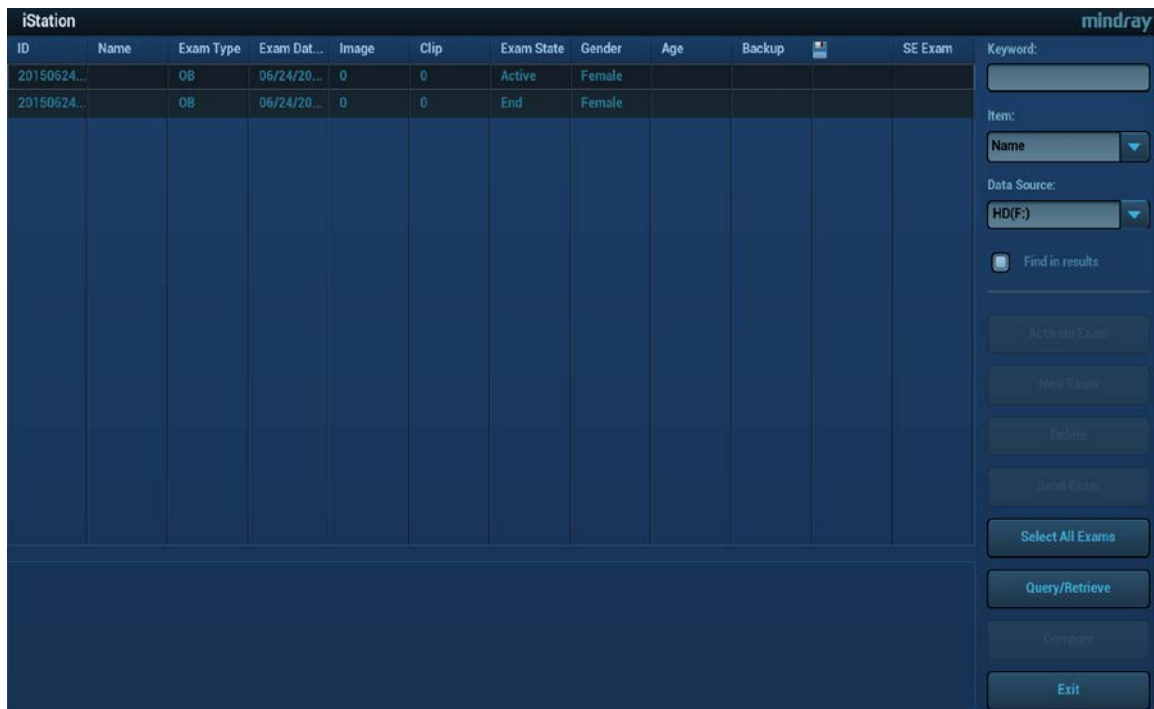 iStation mindray
ID Name Exam Type Exam Dat... Image Clip Exam State Gender Age Backup SE Exam
20150624... OB 06/24/20... 0 0 Active Female
20150624... OB 06/24/20... 0 0 End Female
Keyword:
Item:
Name
Data Source:
HD(F:)
Find in results
Activate Exam
New Exam
Delete
Send Exam
Select All Exams
Query/Retrieve
Compare
Exit